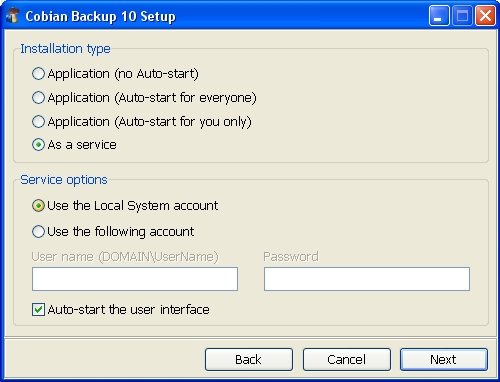 Cobian Backup 10 Setup
Installation type
Application (no Auto-start)
Application (Auto-start for everyone)
Application (Auto-start for you only)
As a service
Service options
Use the Local System account
Use the following account
User name (DOMAIN\UserName) Password
Auto-start the user interface
Back Cancel Next